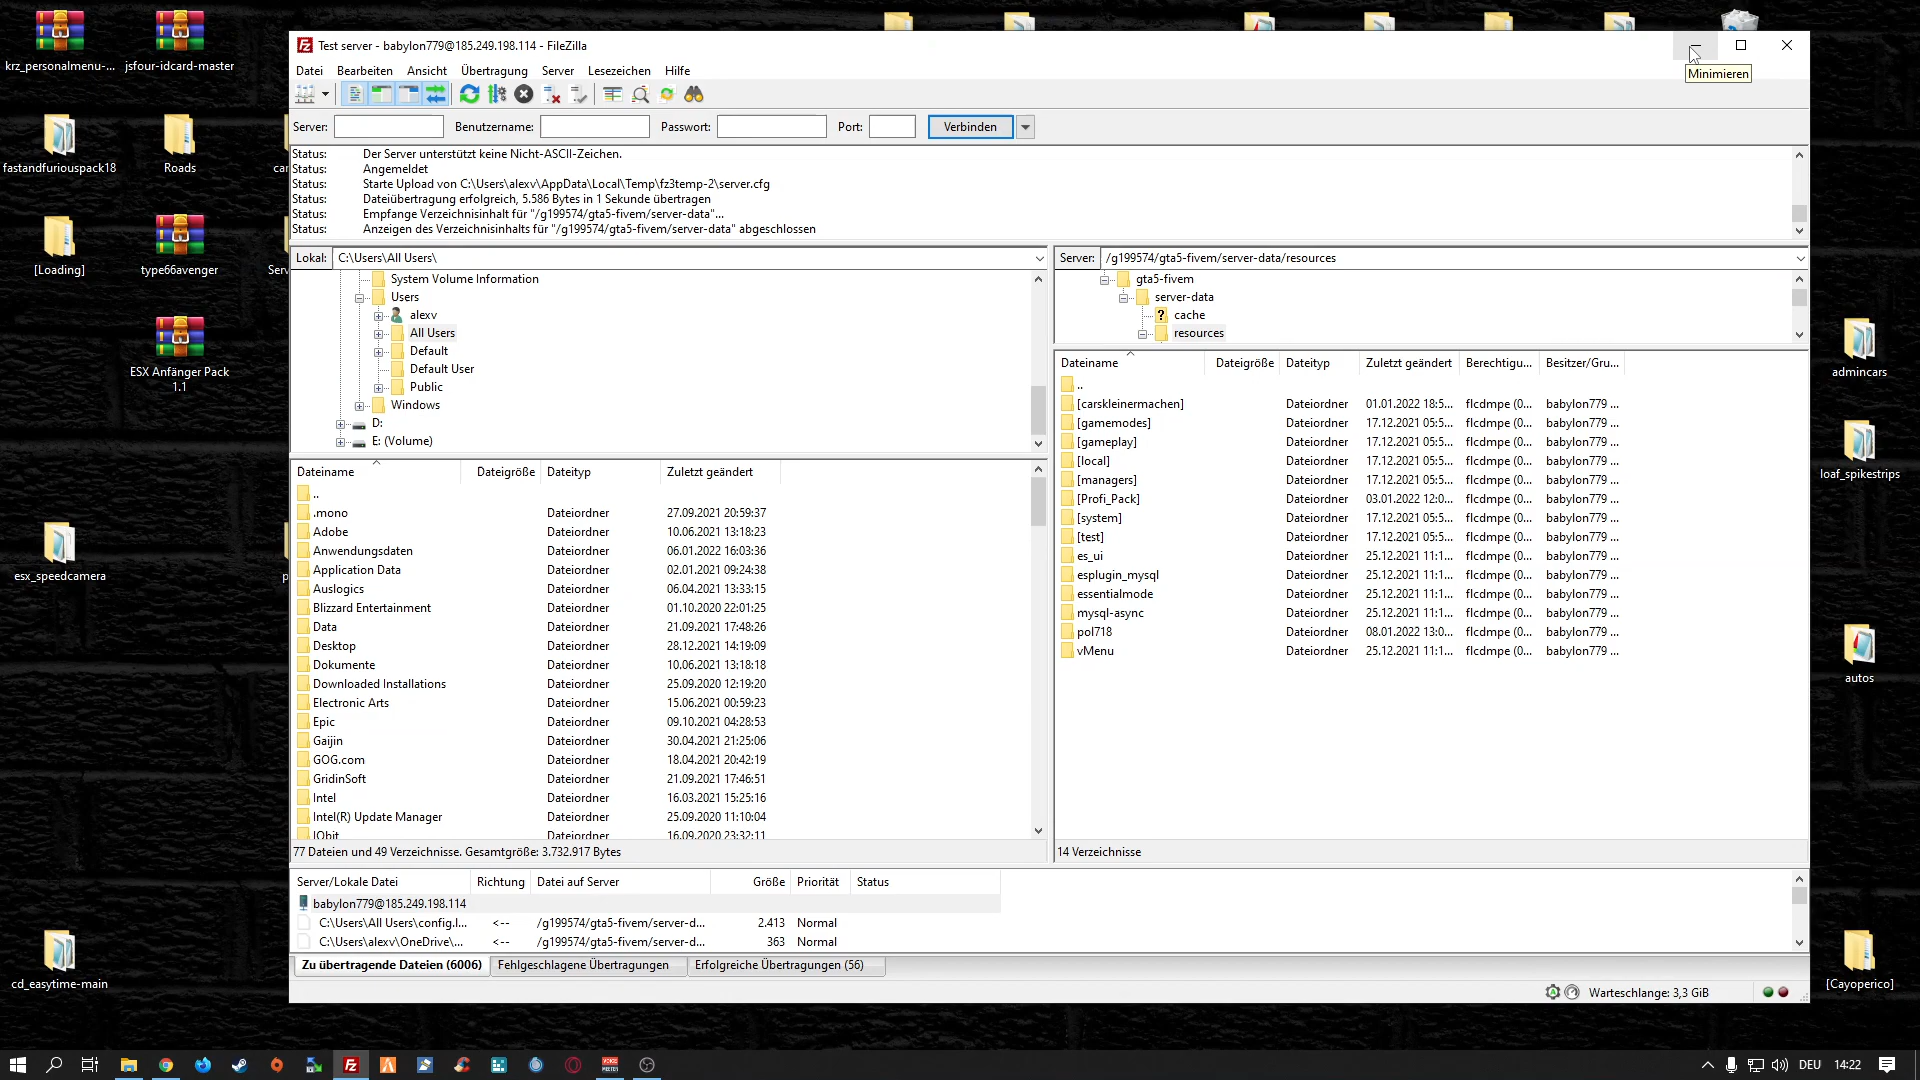 krz_personalmenu-...
jsfour-idcard-master
fastandfuriouspack18
Roads
[Loading]
type66avenger
ESX Anfänger Pack
1.1
esx_speedcamera
cd_easytime-main
Test server - babylon779@185.249.198.114 - FileZilla
Minimieren
Datei Bearbeiten Ansicht Übertragung Server Lesezeichen Hilfe
Server: Benutzername: Passwort: Port: Verbinden
Status: Der Server unterstützt keine Nicht-ASCII-Zeichen.
Status: Angemeldet
Status: Starte Upload von C:\Users\alexv\AppData\Local\Temp\fz3temp-2\server.cfg
Status: Dateiübertragung erfolgreich, 5.586 Bytes in 1 Sekunde übertragen
Status: Empfange Verzeichnisinhalt für "/g199574/gta5-fivem/server-data"...
Status: Anzeigen des Verzeichnisinhalts für "/g199574/gta5-fivem/server-data" abgeschlossen
Lokal: C:\Users\All Users\
System Volume Information
Users
alexv
All Users
Default
Default User
Public
Windows
D:
E: (Volume)
Dateiname Dateigröße Dateityp Zuletzt geändert
..
.mono Dateiordner 27.09.2021 20:59:37
Adobe Dateiordner 10.06.2021 13:18:23
Anwendungsdaten Dateiordner 06.01.2022 16:03:36
Application Data Dateiordner 02.01.2021 09:24:38
Auslogics Dateiordner 06.04.2021 13:33:15
Blizzard Entertainment Dateiordner 01.10.2020 22:01:25
Data Dateiordner 21.09.2021 17:48:26
Desktop Dateiordner 28.12.2021 14:19:09
Dokumente Dateiordner 10.06.2021 13:18:18
Downloaded Installations Dateiordner 25.09.2020 12:19:20
Electronic Arts Dateiordner 15.06.2021 00:59:23
Epic Dateiordner 09.10.2021 04:28:53
Gaijin Dateiordner 30.04.2021 21:25:06
GOG.com Dateiordner 18.04.2021 20:42:19
GridinSoft Dateiordner 21.09.2021 17:46:51
Intel Dateiordner 16.03.2021 15:25:16
Intel(R) Update Manager Dateiordner 25.09.2020 11:10:04
IObit Dateiordner 16.09.2020 23:32:11
77 Dateien und 49 Verzeichnisse. Gesamtgröße: 3.732.917 Bytes
Server: /g199574/gta5-fivem/server-data/resources
gta5-fivem
server-data
cache
resources
Dateiname Dateigröße Dateityp Zuletzt geändert Berechtigu... Besitzer/Gru...
..
[carskleinermachen] Dateiordner 01.01.2022 18:5... flcdmpe (0... babylon779 ...
[gamemodes] Dateiordner 17.12.2021 05:5... flcdmpe (0... babylon779 ...
[gameplay] Dateiordner 17.12.2021 05:5... flcdmpe (0... babylon779 ...
[local] Dateiordner 17.12.2021 05:5... flcdmpe (0... babylon779 ...
[managers] Dateiordner 17.12.2021 05:5... flcdmpe (0... babylon779 ...
[Profi_Pack] Dateiordner 03.01.2022 12:0... flcdmpe (0... babylon779 ...
[system] Dateiordner 17.12.2021 05:5... flcdmpe (0... babylon779 ...
[test] Dateiordner 17.12.2021 05:5... flcdmpe (0... babylon779 ...
es_ui Dateiordner 25.12.2021 11:1... flcdmpe (0... babylon779 ...
esplugin_mysql Dateiordner 25.12.2021 11:1... flcdmpe (0... babylon779 ...
essentialmode Dateiordner 25.12.2021 11:1... flcdmpe (0... babylon779 ...
mysql-async Dateiordner 25.12.2021 11:1... flcdmpe (0... babylon779 ...
pol718 Dateiordner 08.01.2022 13:0... flcdmpe (0... babylon779 ...
vMenu Dateiordner 25.12.2021 11:1... flcdmpe (0... babylon779 ...
14 Verzeichnisse
Server/Lokale Datei Richtung Datei auf Server Größe Priorität Status
babylon779@185.249.198.114
C:\Users\All Users\config.l... <-- /g199574/gta5-fivem/server-d... 2.413 Normal
C:\Users\alexv\OneDrive\... <-- /g199574/gta5-fivem/server-d... 363 Normal
Zu übertragende Dateien (6006) Fehlgeschlagene Übertragungen Erfolgreiche Übertragungen (56)
Warteschlange: 3,3 GiB
admincars
loaf_spikestrips
autos
[Cayoperico]
DEU 14:22